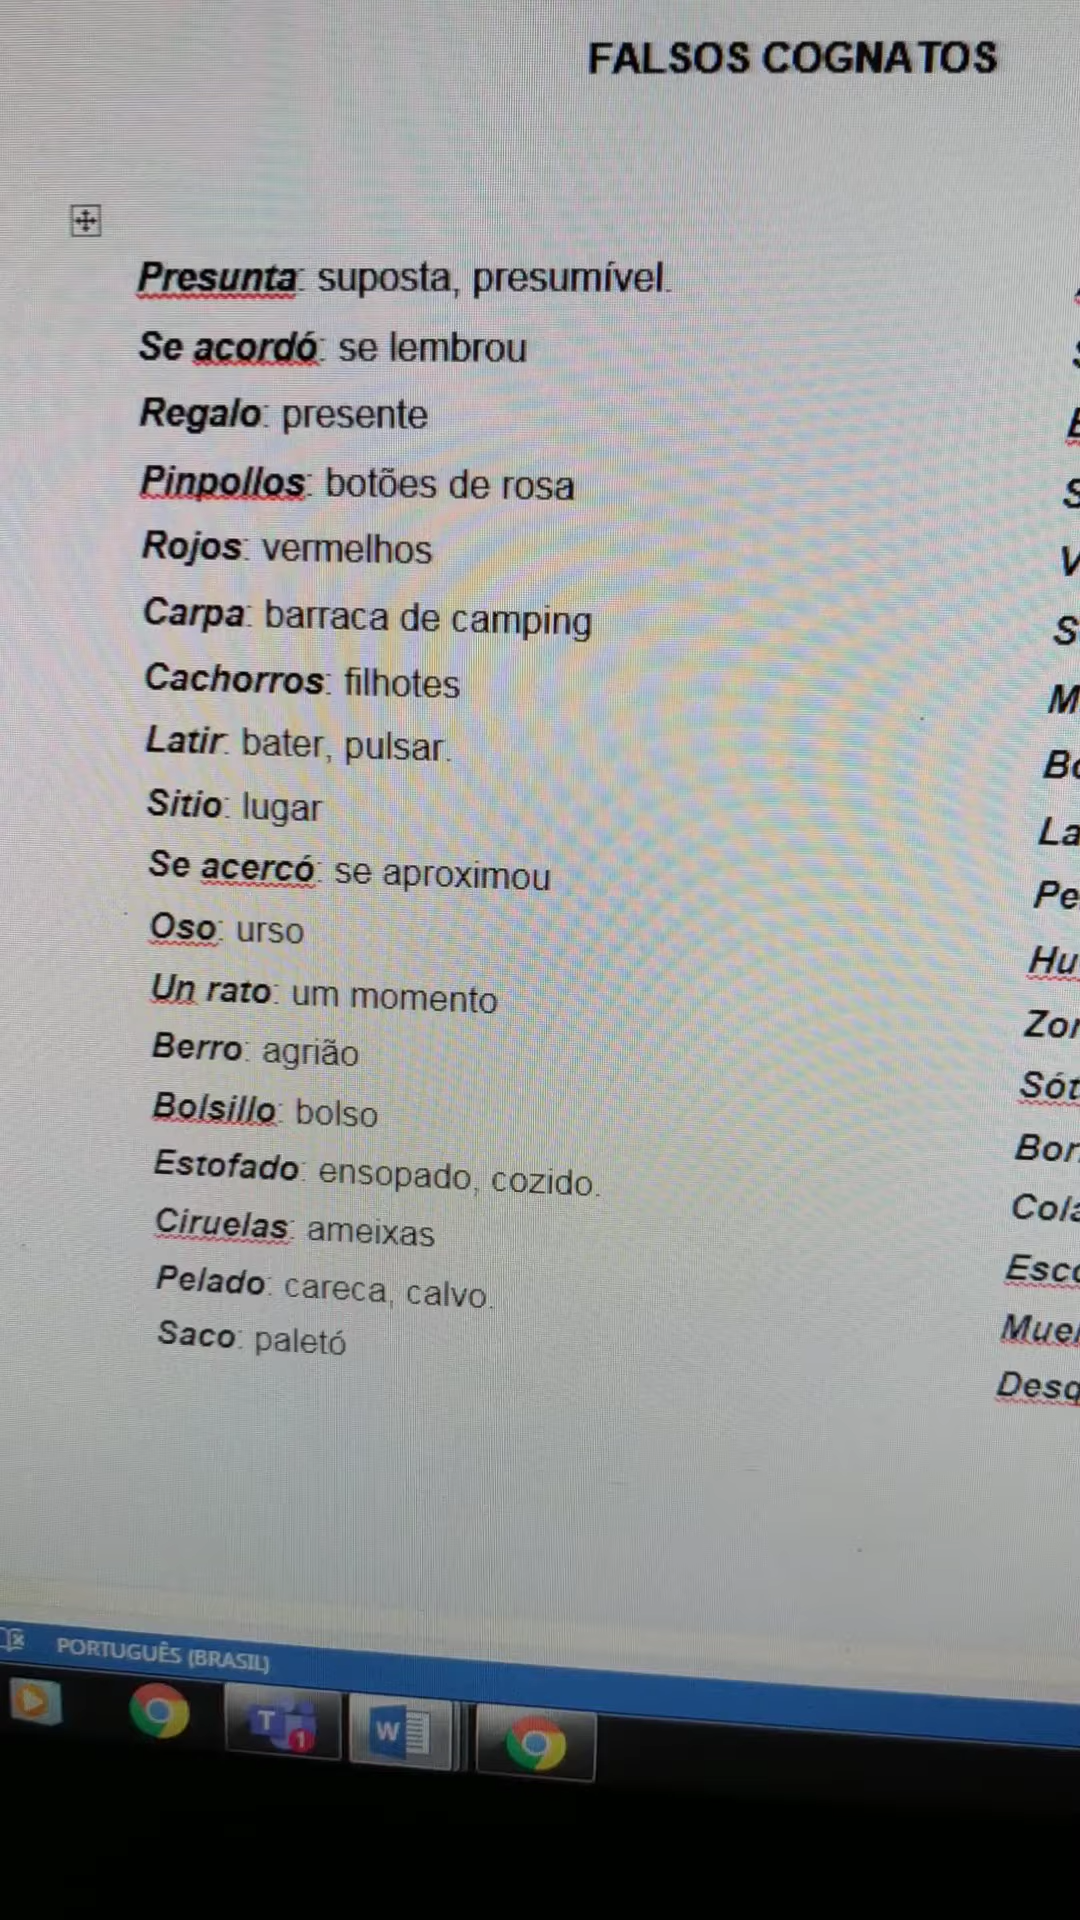 FALSOS COGNATOS
Presunta: suposta, presumível.
Se acordó: se lembrou
Regalo: presente
Pinpollos: botões de rosa
Rojos: vermelhos
Carpa: barraca de camping
Cachorros: filhotes
Latir: bater, pulsar.
Sitio: lugar
Se acercó: se aproximou
Oso: urso
Un rato: um momento
Berro: agrião
Bolsillo: bolso
Estofado: ensopado, cozido.
Ciruelas: ameixas
Pelado: careca, calvo.
Saco: paletó
PORTUGUÊS (BRASIL)
T 1
W